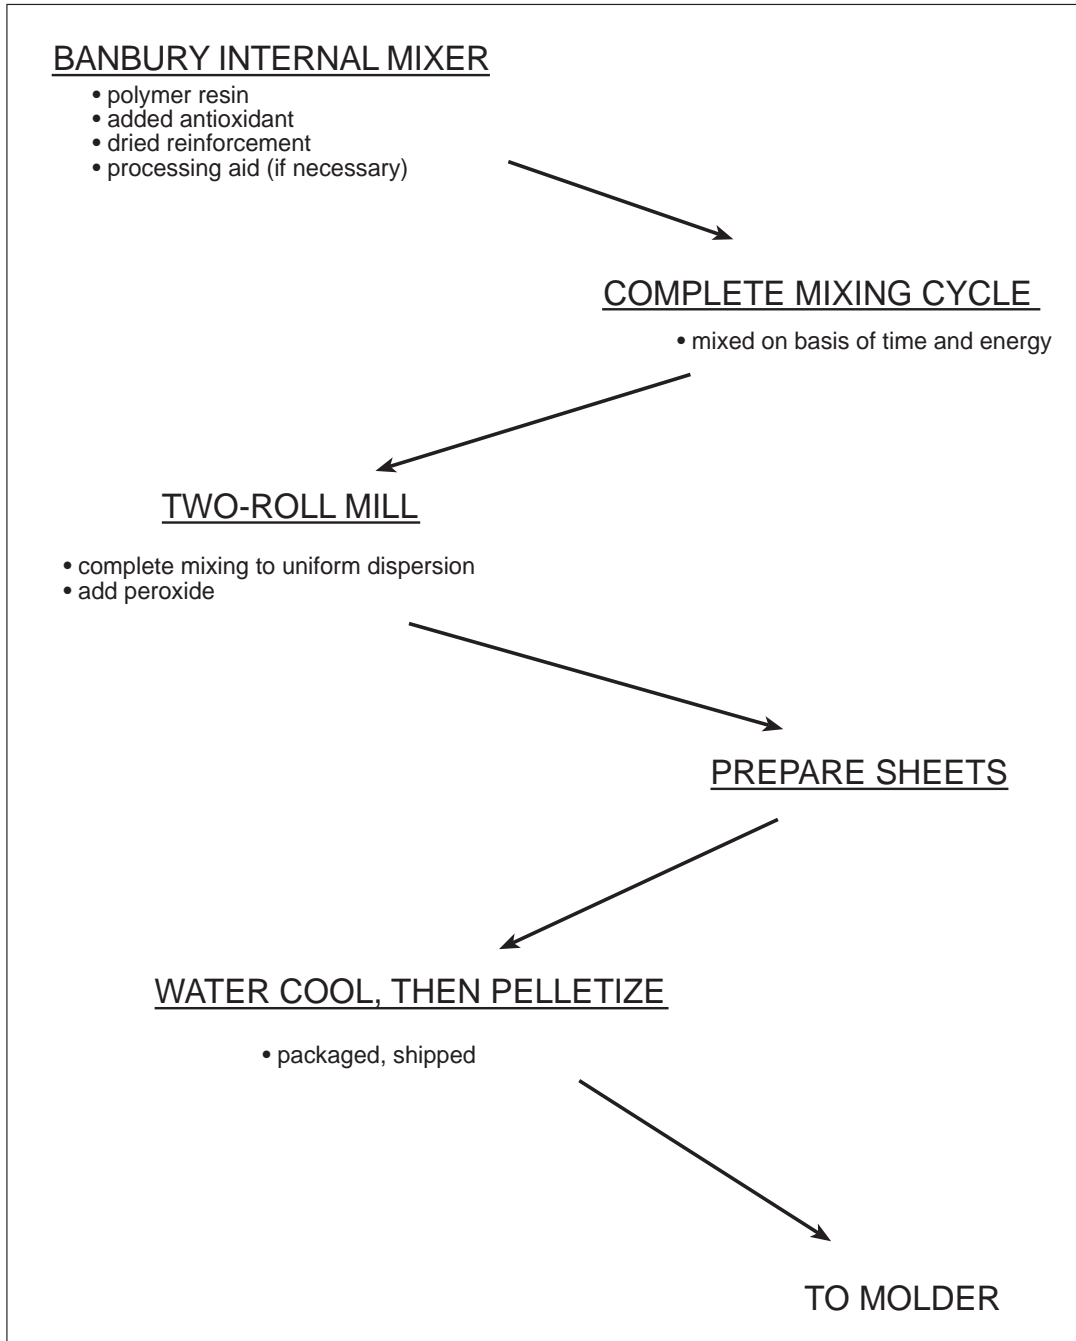 BANBURY INTERNAL MIXER
• polymer resin
• added antioxidant
• dried reinforcement
• processing aid (if necessary)
COMPLETE MIXING CYCLE
• mixed on basis of time and energy
TWO-ROLL MILL
• complete mixing to uniform dispersion
• add peroxide
PREPARE SHEETS
WATER COOL, THEN PELLETIZE
• packaged, shipped
TO MOLDER